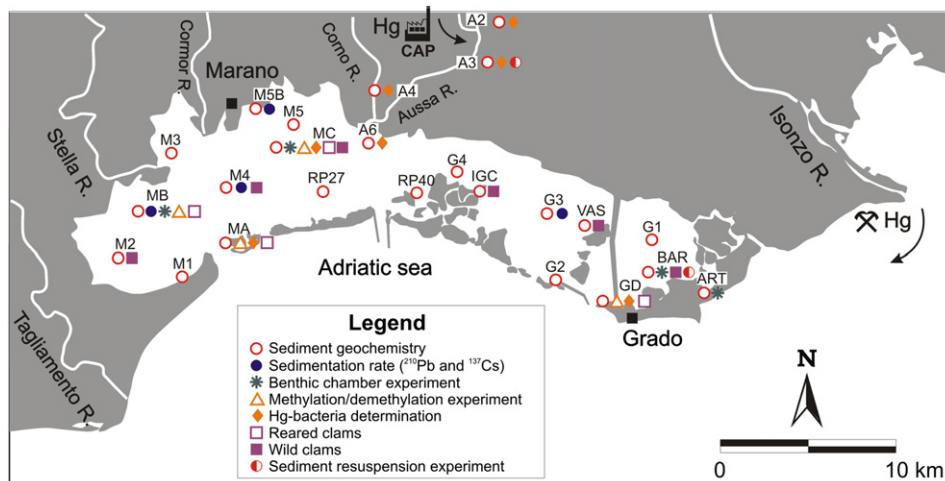 Hg
CAP
A2
A3
Cormor R.
Corno R.
Marano
A4
Aussa R.
M5B
M5
A6
Stella R.
M3
MC
Isonzo R.
M4
RP27
G4
IGC
RP40
MB
G3
VAS
Hg
MA
G1
M2
BAR
M1
Adriatic sea
G2
GD
ART
Grado
Tagliamento R.
Legend
Sediment geochemistry
Sedimentation rate (²¹⁰Pb and ¹³⁷Cs)
Benthic chamber experiment
Methylation/demethylation experiment
Hg-bacteria determination
Reared clams
Wild clams
Sediment resuspension experiment
N
0 10 km